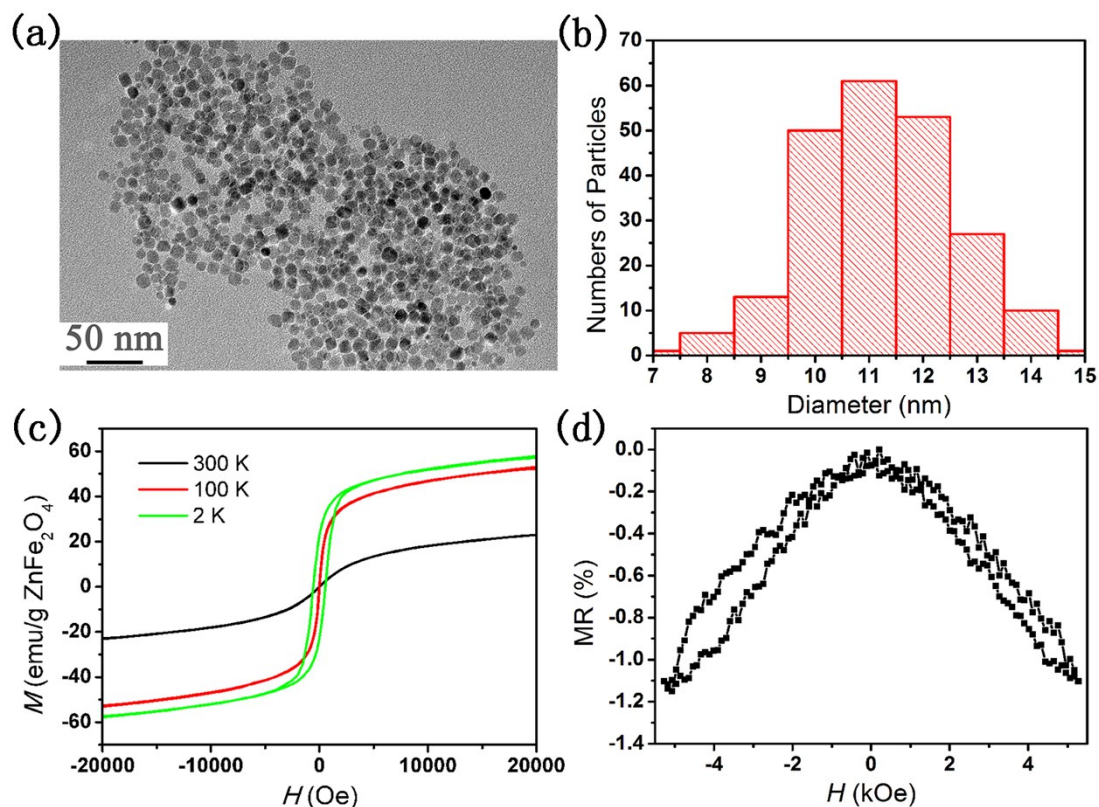 (a)
50 nm
(b)
70
60
50
40
30
20
10
0
Numbers of Particles
7 8 9 10 11 12 13 14 15
Diameter (nm)
(c)
60
40
20
0
-20
-40
-60
M (emu/g ZnFe₂O₄)
300 K
100 K
2 K
-20000 -10000 0 10000 20000
H (Oe)
(d)
0.0
-0.2
-0.4
-0.6
-0.8
-1.0
-1.2
-1.4
MR (%)
-4 -2 0 2 4
H (kOe)